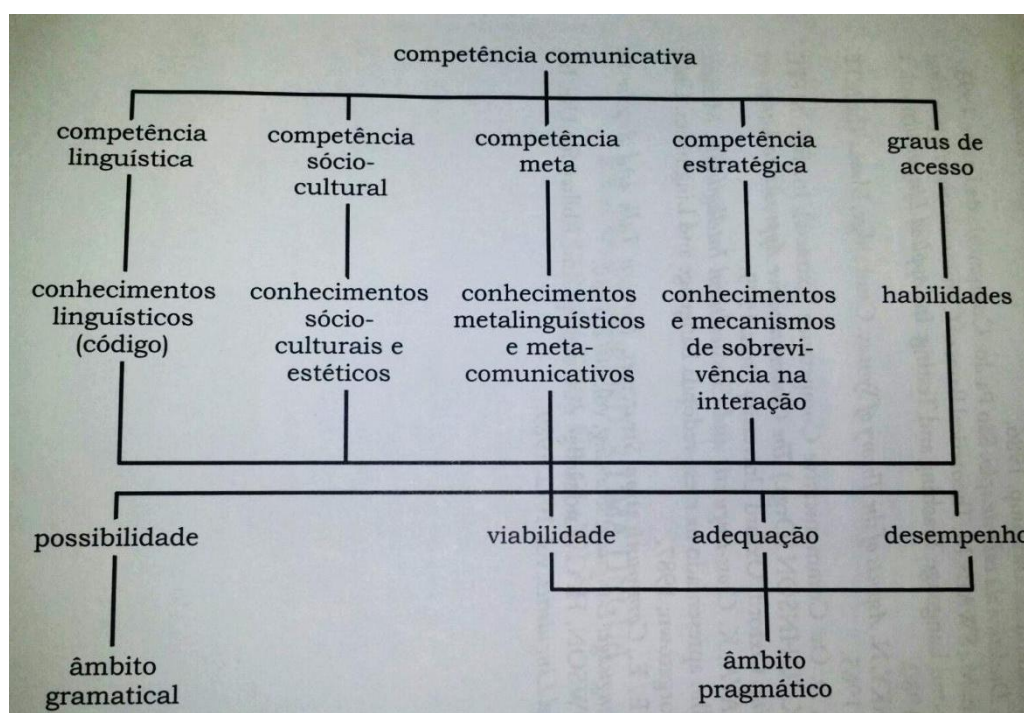 competência comunicativa
competência
linguística
competência
sócio-
cultural
competência
meta
competência
estratégica
graus de
acesso
conhecimentos
linguísticos
(código)
conhecimentos
sócio-
culturais e
estéticos
conhecimentos
metalinguísticos
e meta-
comunicativos
conhecimentos
e mecanismos
de sobrevi-
vência na
interação
habilidades
possibilidade
viabilidade
adequação
desempenho
âmbito
gramatical
âmbito
pragmático